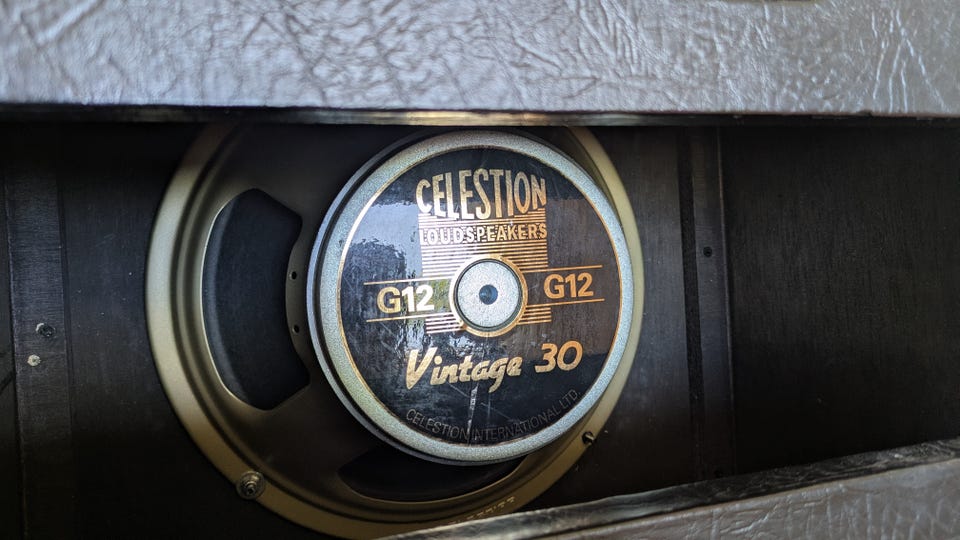 CELESTION
LOUDSPEAKERS
G12 G12
Vintage 30
CELESTION INTERNATIONAL LTD.